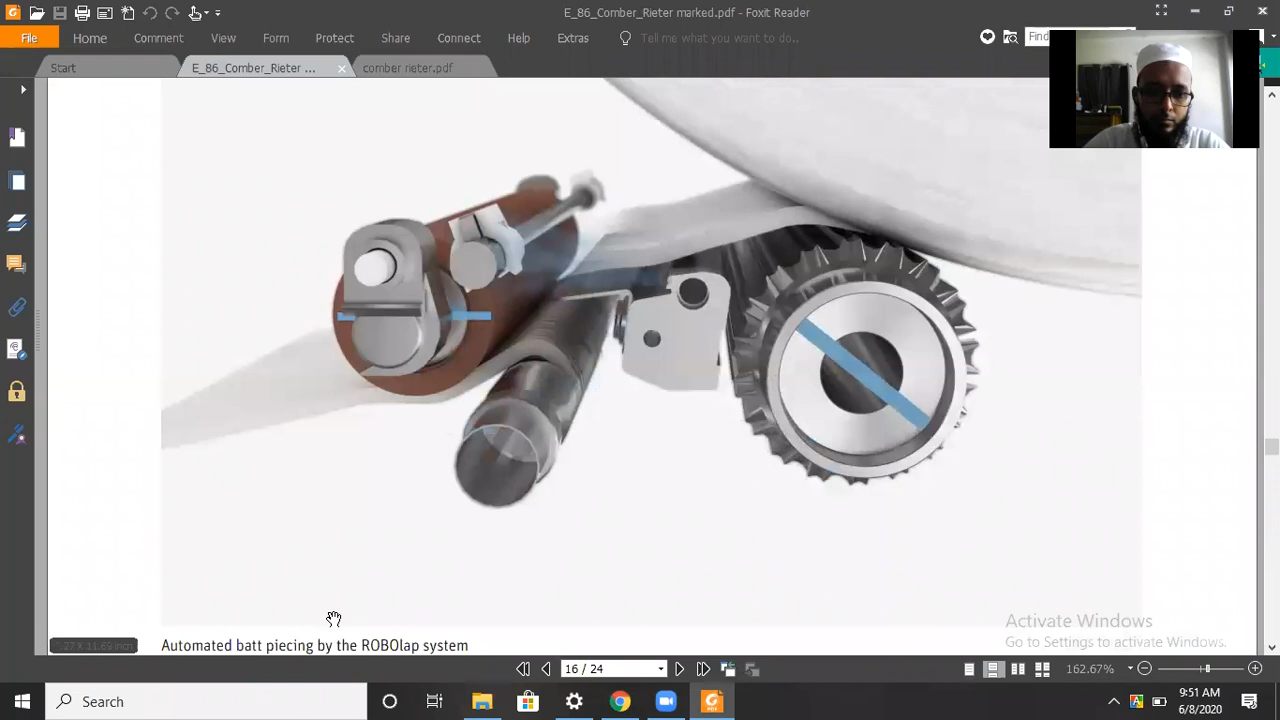 E_86_Comber_Rieter marked.pdf - Foxit Reader
File Home Comment View Form Protect Share Connect Help Extras Tell me what you want to do.. Find
Start E_86_Comber_Rieter ... comber rieter.pdf
Automated batt piecing by the ROBOlap system
Activate Windows
Go to Settings to activate Windows.
16 / 24 162.67%
Search 9:51 AM
6/8/2020